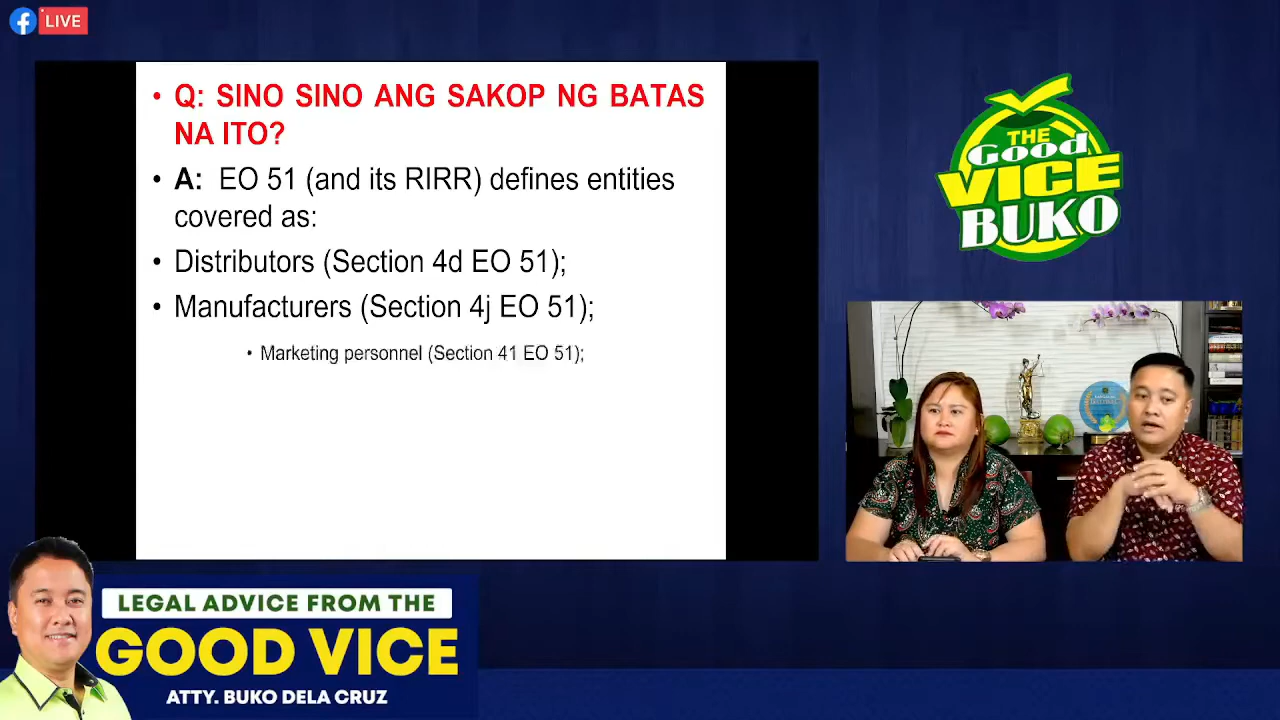 LIVE
• Q: SINO SINO ANG SAKOP NG BATAS
NA ITO?
• A: EO 51 (and its RIRR) defines entities
covered as:
• Distributors (Section 4d EO 51);
• Manufacturers (Section 4j EO 51);
• Marketing personnel (Section 41 EO 51);
THE
Good
VICE
BUKO
LEGAL ADVICE FROM THE
GOOD VICE
ATTY. BUKO DELA CRUZ